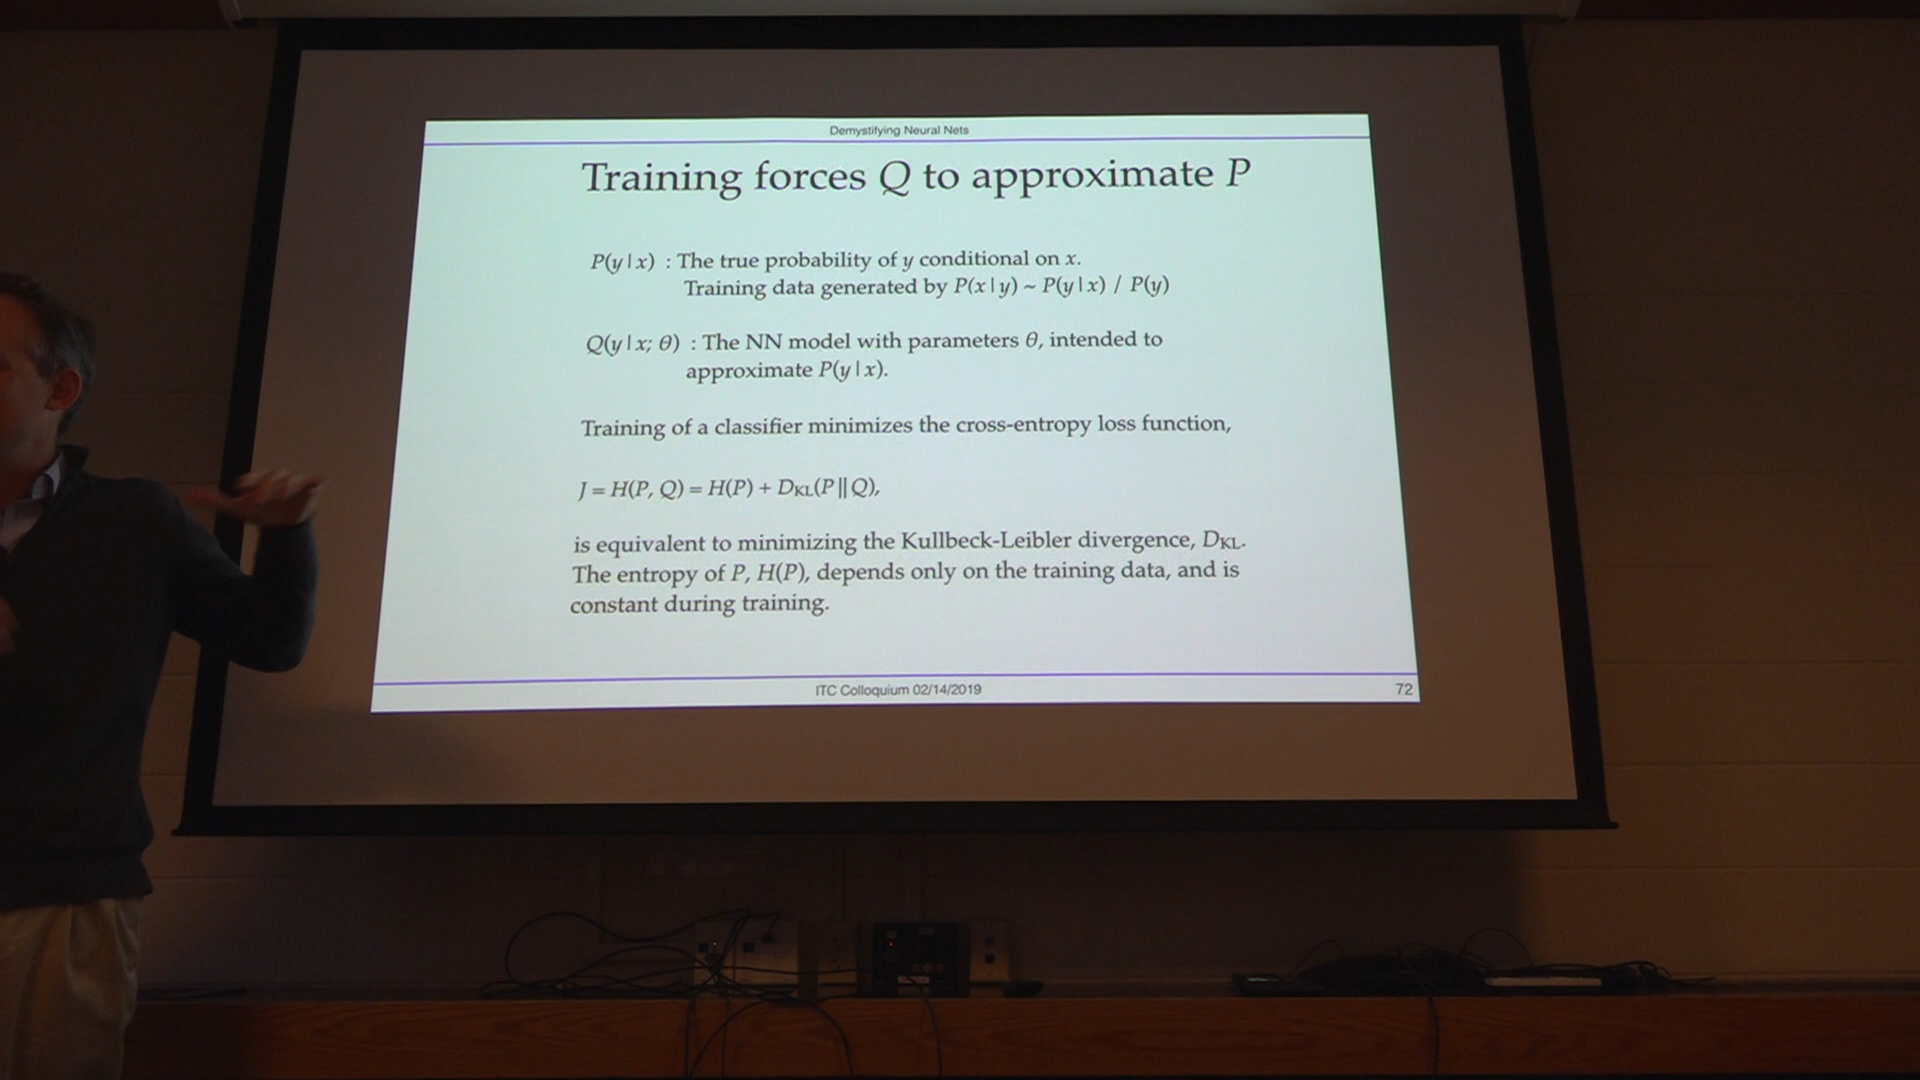 Demystifying Neural Nets
Training forces Q to approximate P
P(y|x) : The true probability of y conditional on x.
Training data generated by P(x|y) ~ P(y|x) / P(y)
Q(y|x; θ) : The NN model with parameters θ, intended to
approximate P(y|x).
Training of a classifier minimizes the cross-entropy loss function,
J = H(P, Q) = H(P) + DKL(P||Q),
is equivalent to minimizing the Kullbeck-Leibler divergence, DKL.
The entropy of P, H(P), depends only on the training data, and is
constant during training.
ITC Colloquium 02/14/2019
72